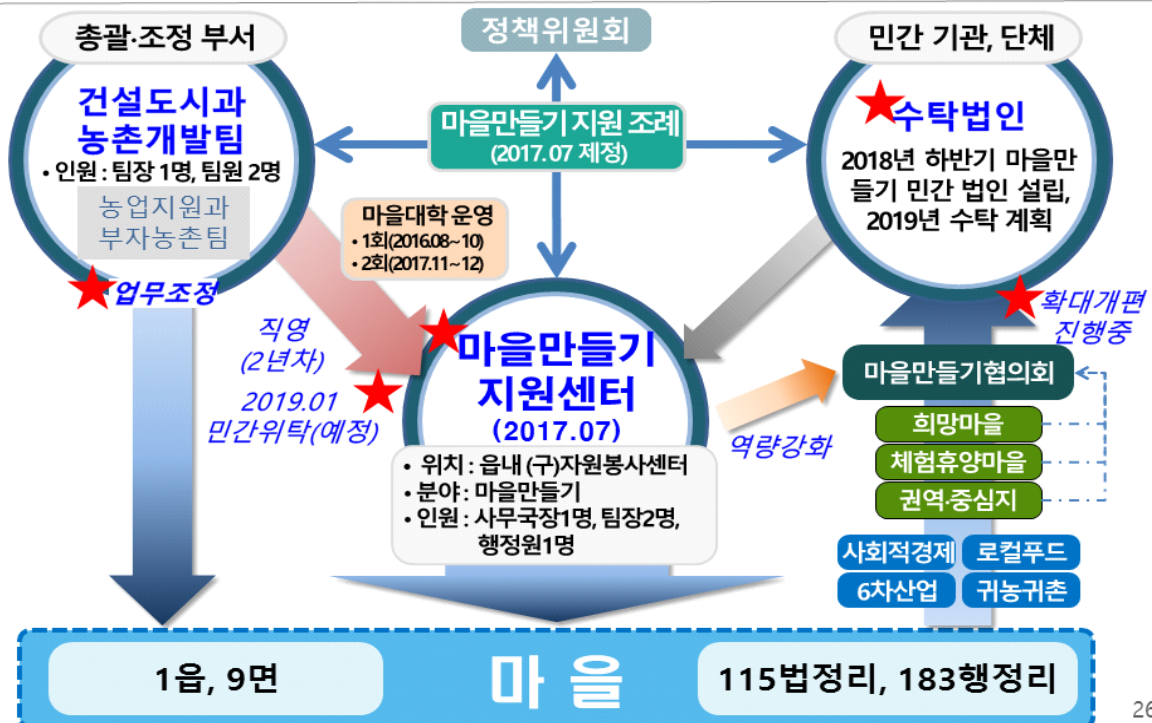 총괄·조정 부서
정책위원회
민간 기관, 단체
건설도시과
농촌개발팀
• 인원 : 팀장 1명, 팀원 2명
농업지원과
부자농촌팀
업무조정
마을만들기 지원 조례
(2017.07 제정)
수탁법인
2018년 하반기 마을만
들기 민간 법인 설립,
2019년 수탁 계획
마을대학 운영
• 1회(2016.08~10)
• 2회(2017.11~12)
직영
(2년차)
2019.01
민간위탁(예정)
마을만들기
지원센터
(2017.07)
• 위치 : 읍내 (구)자원봉사센터
• 분야 : 마을만들기
• 인원 : 사무국장1명, 팀장2명,
행정원1명
역량강화
확대개편
진행중
마을만들기협의회
희망마을
체험휴양마을
권역·중심지
사회적경제 로컬푸드
6차산업 귀농귀촌
1읍, 9면
마 을
115법정리, 183행정리
26